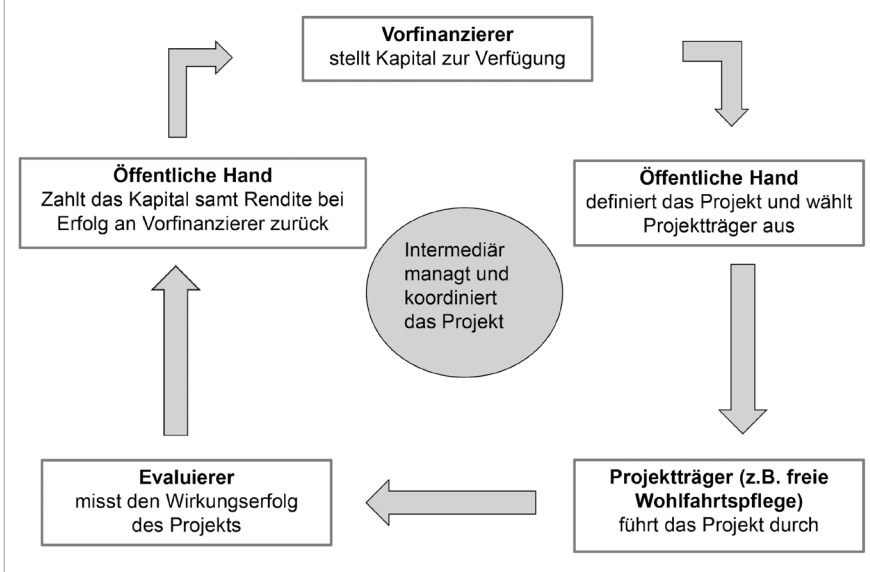 Vorfinanzierer
stellt Kapital zur Verfügung
Öffentliche Hand
Zahlt das Kapital samt Rendite bei
Erfolg an Vorfinanzierer zurück
Öffentliche Hand
definiert das Projekt und wählt
Projektträger aus
Intermediär
managt und
koordiniert
das Projekt
Evaluierer
misst den Wirkungserfolg
des Projekts
Projektträger (z.B. freie
Wohlfahrtspflege)
führt das Projekt durch